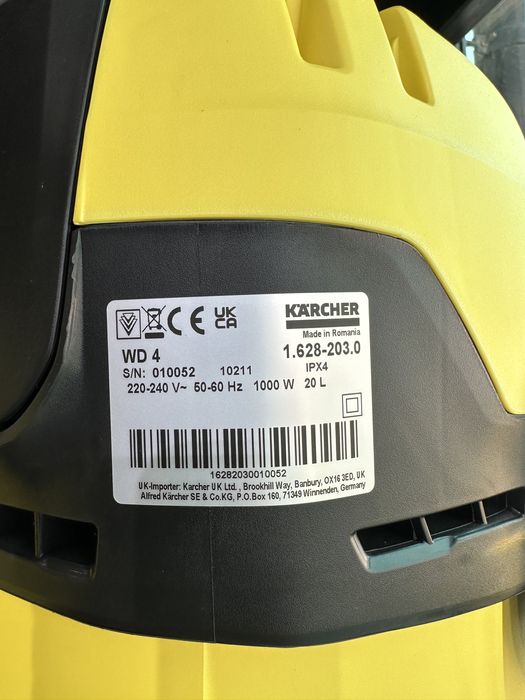 UK
CA
KÄRCHER
Made in Romania
WD 4 1.628-203.0
S/N: 010052 10211 IPX4
220-240 V~ 50-60 Hz 1000 W 20 L
16282030010052
UK-Importer: Karcher UK Ltd., Brookhill Way, Banbury, OX16 3ED, UK
Alfred Kärcher SE & Co.KG, P.O.Box 160, 71349 Winnenden, Germany